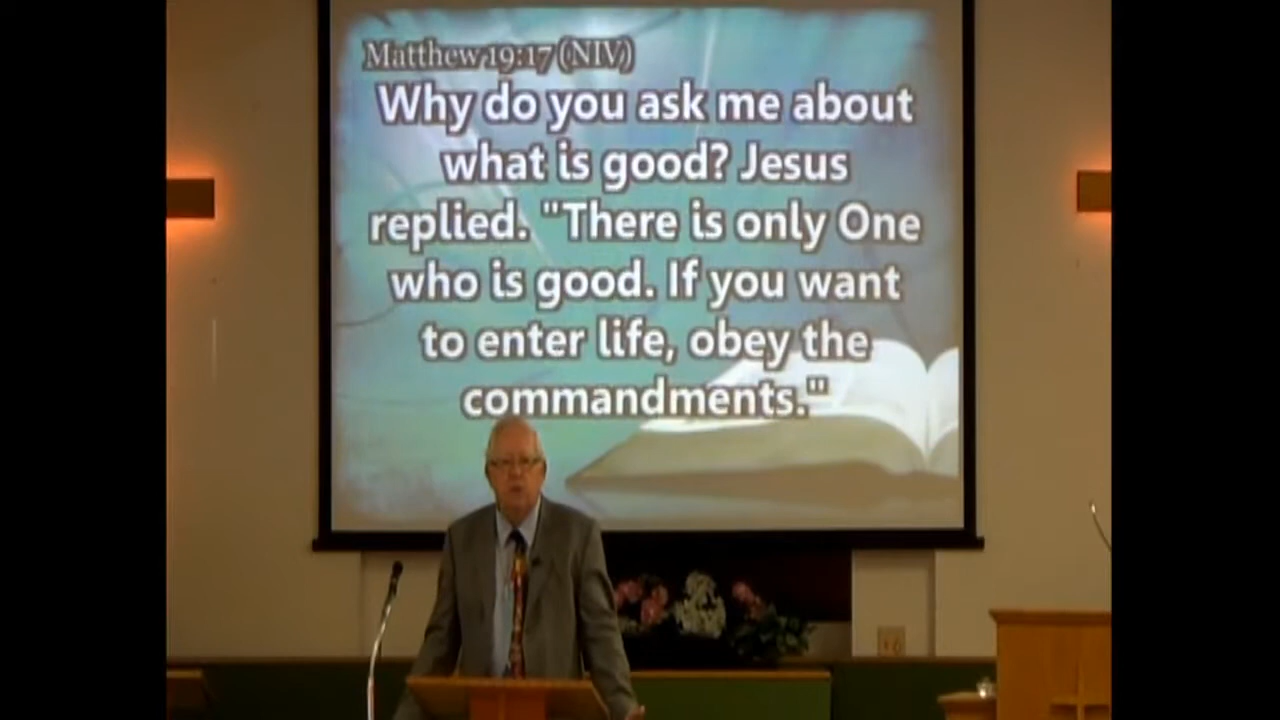 Matthew 19:17 (NIV)
Why do you ask me about
what is good? Jesus
replied. "There is only One
who is good. If you want
to enter life, obey the
commandments."